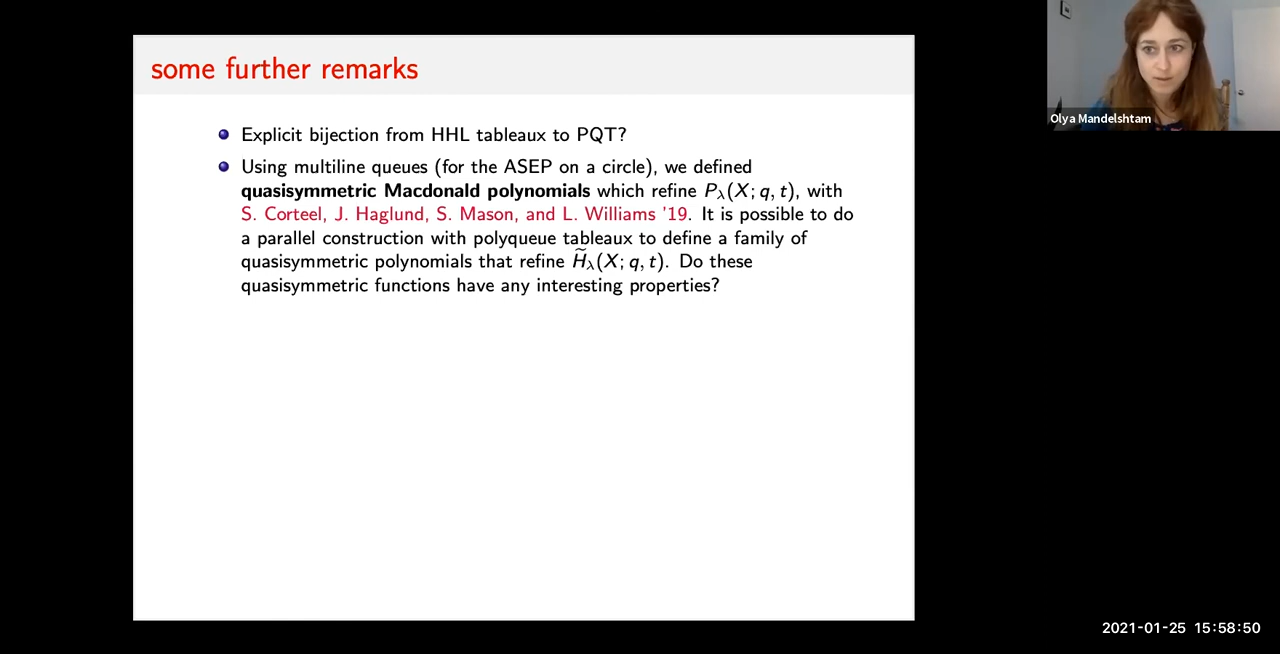 some further remarks
Explicit bijection from HHL tableaux to PQT?
Using multiline queues (for the ASEP on a circle), we defined
quasisymmetric Macdonald polynomials which refine P_λ(X; q, t), with
S. Corteel, J. Haglund, S. Mason, and L. Williams '19. It is possible to do
a parallel construction with polyqueue tableaux to define a family of
quasisymmetric polynomials that refine H̃_λ(X; q, t). Do these
quasisymmetric functions have any interesting properties?
Olya Mandelshtam
2021-01-25 15:58:50